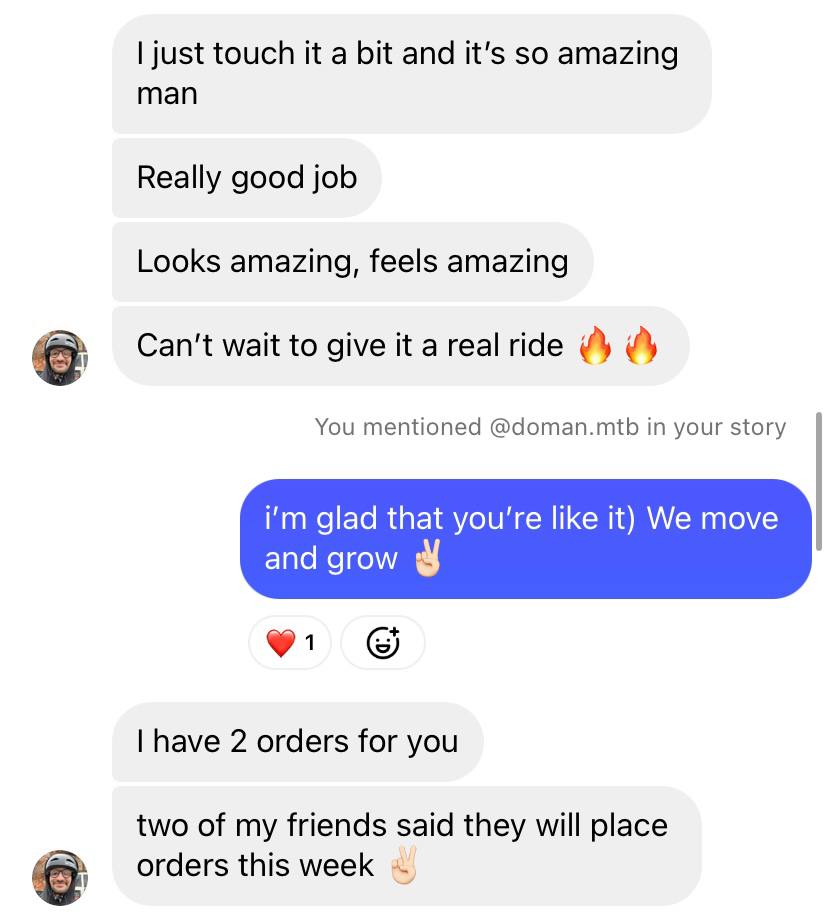 I just touch it a bit and it’s so amazing
man
Really good job
Looks amazing, feels amazing
Can’t wait to give it a real ride 🔥 🔥
You mentioned @doman.mtb in your story
i’m glad that you’re like it) We move
and grow ✌🏻
❤️ 1
I have 2 orders for you
two of my friends said they will place
orders this week ✌🏻